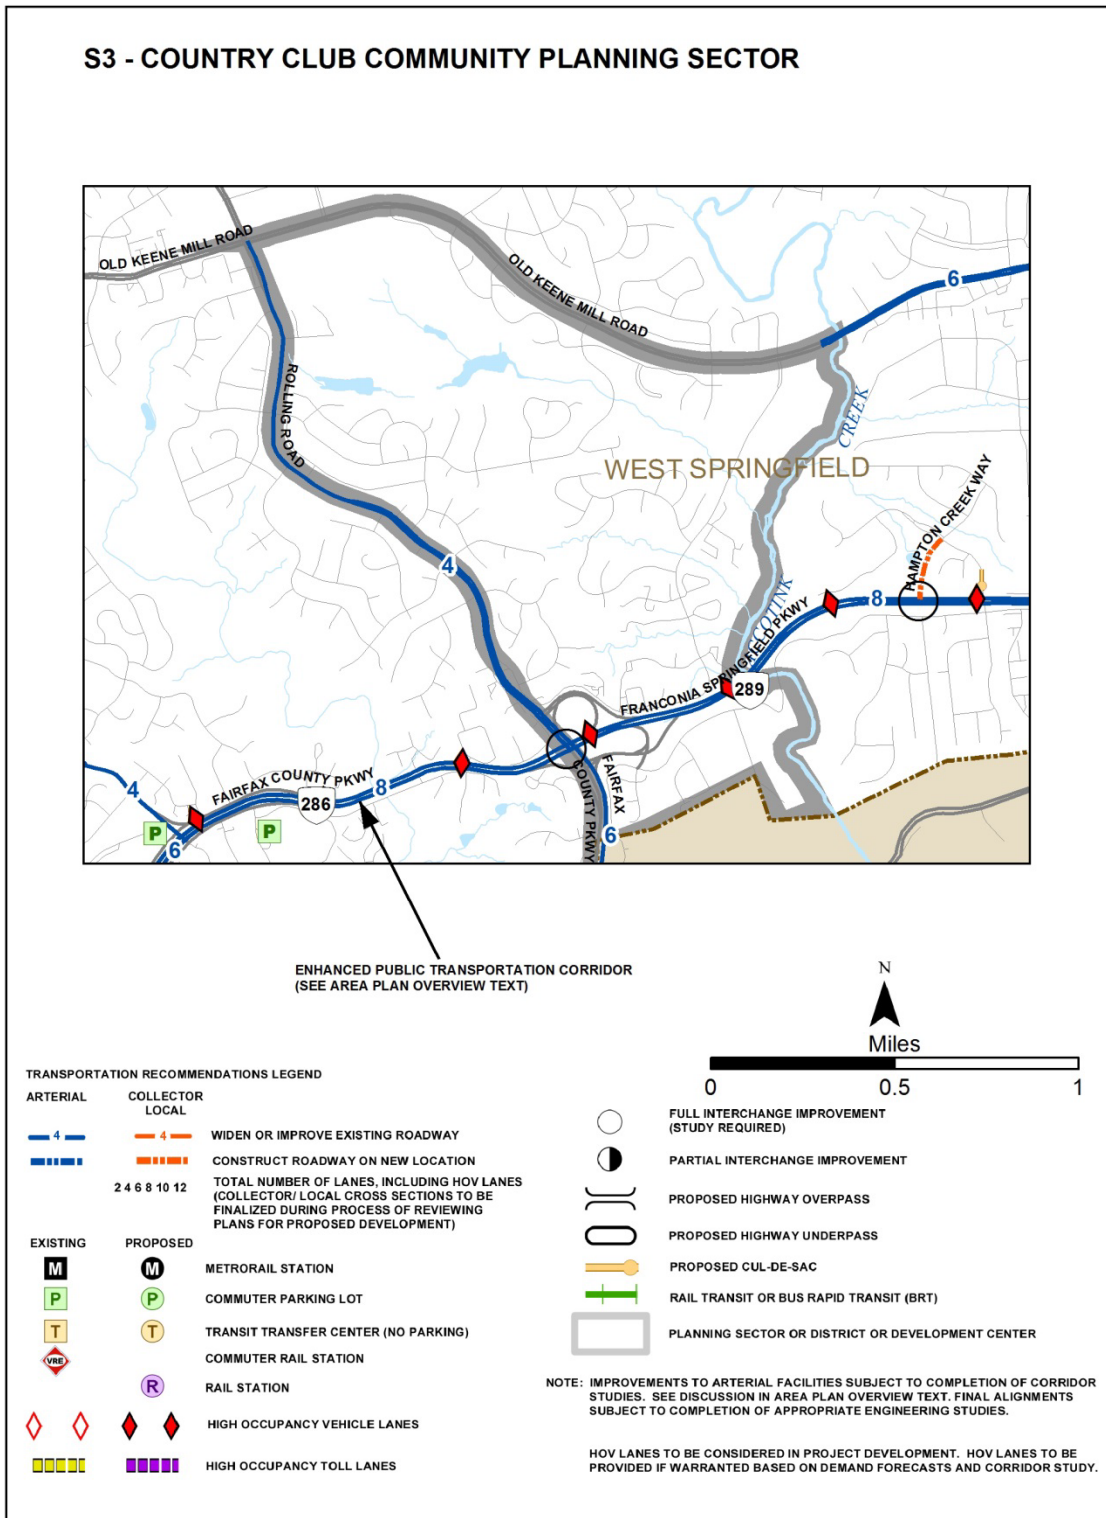 S3 - COUNTRY CLUB COMMUNITY PLANNING SECTOR
OLD KEENE MILL ROAD
OLD KEENE MILL ROAD
6
ROLLING ROAD
CREEK
WEST SPRINGFIELD
HAMPTON CREEK WAY
4
8
FRANCONIA SPRINGFIELD PKWY
289
FAIRFAX
COUNTY PKWY
FAIRFAX COUNTY PKWY
286
8
4
P
P
6
6
ENHANCED PUBLIC TRANSPORTATION CORRIDOR
(SEE AREA PLAN OVERVIEW TEXT)
N
Miles
0 0.5 1
TRANSPORTATION RECOMMENDATIONS LEGEND
ARTERIAL COLLECTOR
LOCAL
4 4 WIDEN OR IMPROVE EXISTING ROADWAY
CONSTRUCT ROADWAY ON NEW LOCATION
2 4 6 8 10 12 TOTAL NUMBER OF LANES, INCLUDING HOV LANES
(COLLECTOR/ LOCAL CROSS SECTIONS TO BE
FINALIZED DURING PROCESS OF REVIEWING
PLANS FOR PROPOSED DEVELOPMENT)
EXISTING PROPOSED
M M METRORAIL STATION
P P COMMUTER PARKING LOT
T T TRANSIT TRANSFER CENTER (NO PARKING)
VRE COMMUTER RAIL STATION
R RAIL STATION
HIGH OCCUPANCY VEHICLE LANES
HIGH OCCUPANCY TOLL LANES
FULL INTERCHANGE IMPROVEMENT
(STUDY REQUIRED)
PARTIAL INTERCHANGE IMPROVEMENT
PROPOSED HIGHWAY OVERPASS
PROPOSED HIGHWAY UNDERPASS
PROPOSED CUL-DE-SAC
RAIL TRANSIT OR BUS RAPID TRANSIT (BRT)
PLANNING SECTOR OR DISTRICT OR DEVELOPMENT CENTER
NOTE: IMPROVEMENTS TO ARTERIAL FACILITIES SUBJECT TO COMPLETION OF CORRIDOR
STUDIES. SEE DISCUSSION IN AREA PLAN OVERVIEW TEXT. FINAL ALIGNMENTS
SUBJECT TO COMPLETION OF APPROPRIATE ENGINEERING STUDIES.
HOV LANES TO BE CONSIDERED IN PROJECT DEVELOPMENT. HOV LANES TO BE
PROVIDED IF WARRANTED BASED ON DEMAND FORECASTS AND CORRIDOR STUDY.